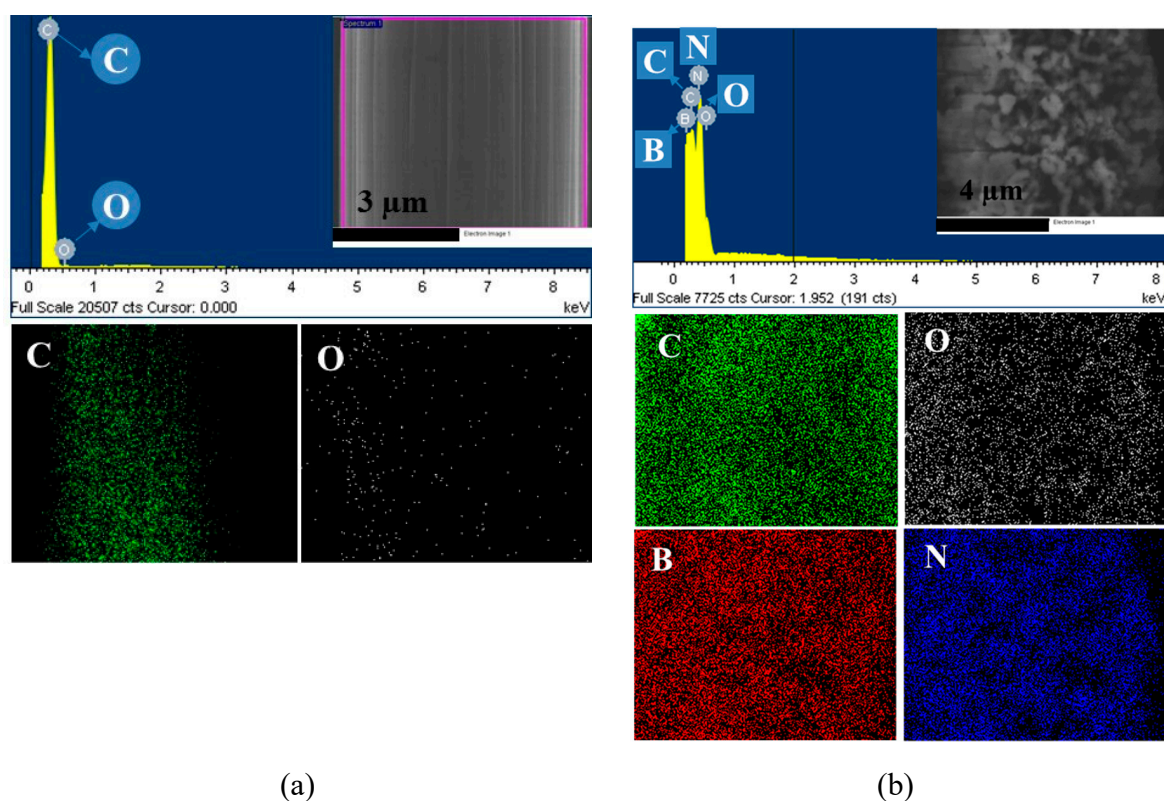 Spectrum 1
C
C
O
O
3 µm
Electron Image 1
0 1 2 3 4 5 6 7 8
Full Scale 20507 cts Cursor: 0.000 keV
C O
N
C N
C O
B O
B
4 µm
Electron Image 1
0 1 2 3 4 5 6 7 8
Full Scale 7725 cts Cursor: 1.952 (191 cts) keV
C O
B N
(a) (b)